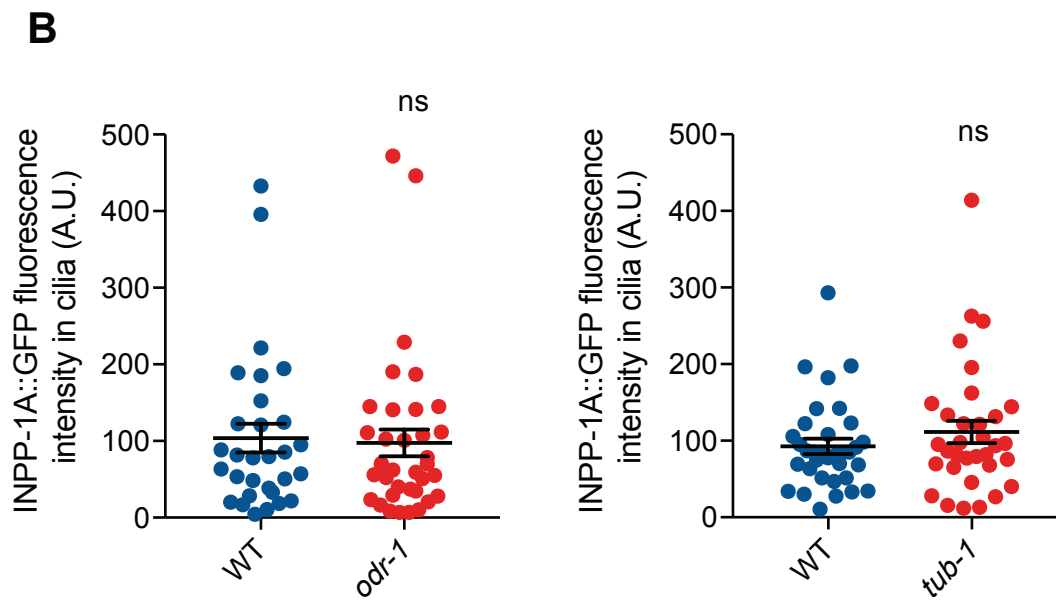 B
ns
INPP-1A::GFP fluorescence
intensity in cilia (A.U.)
500
400
300
200
100
0
WT
odr-1
ns
INPP-1A::GFP fluorescence
intensity in cilia (A.U.)
500
400
300
200
100
0
WT
tub-1